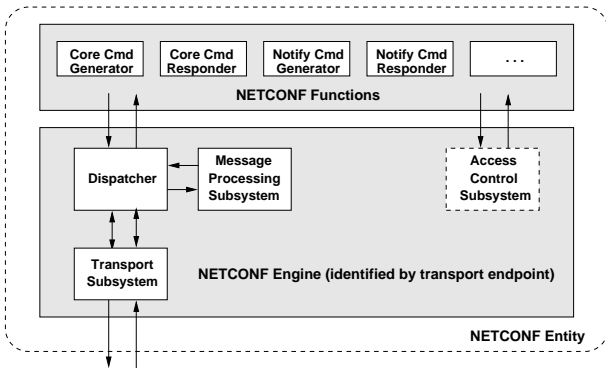 Core Cmd
Generator
Core Cmd
Responder
Notify Cmd
Generator
Notify Cmd
Responder
. . .
NETCONF Functions
Dispatcher
Message
Processing
Subsystem
Access
Control
Subsystem
Transport
Subsystem
NETCONF Engine (identified by transport endpoint)
NETCONF Entity